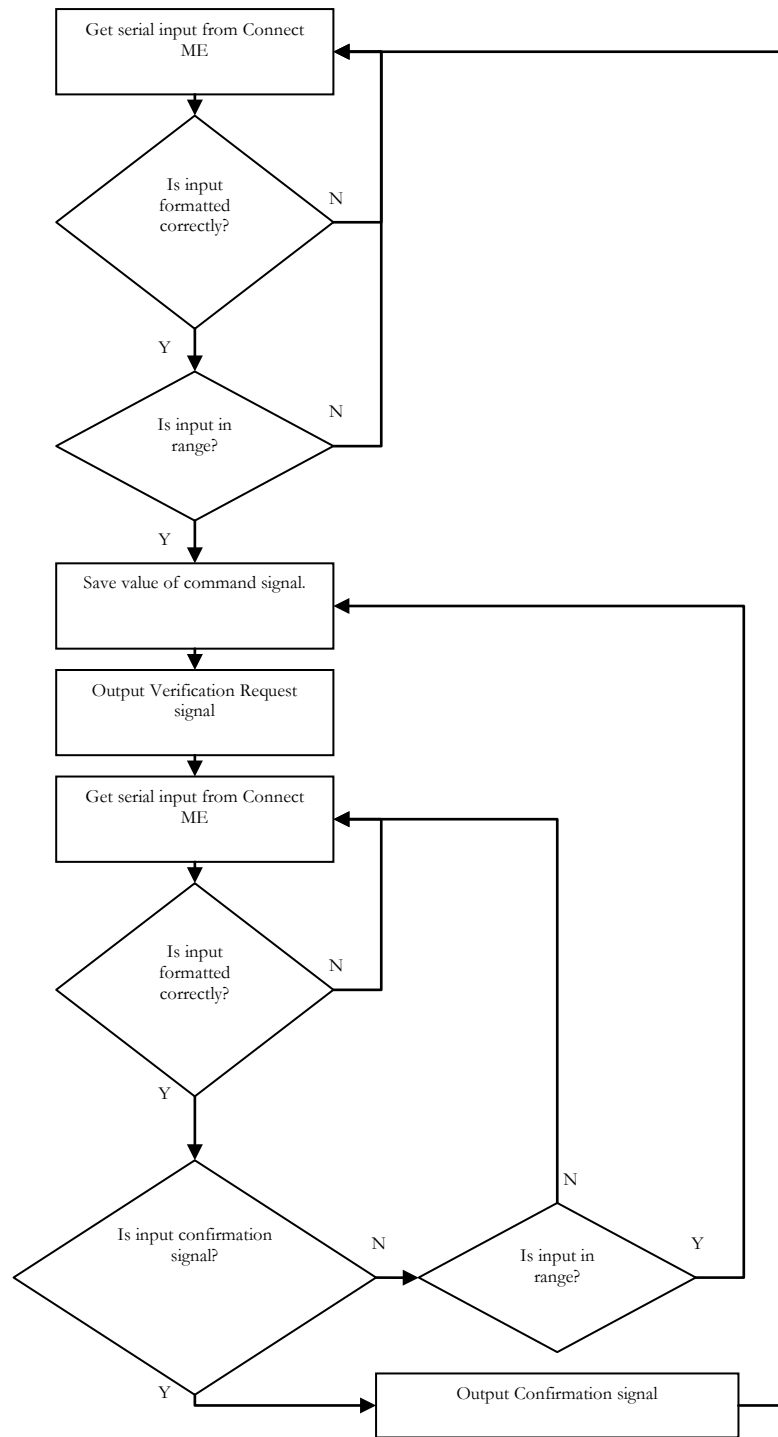 Get serial input from Connect
ME
Is input
formatted
correctly?
N
Y
Is input in
range?
N
Y
Save value of command signal.
Output Verification Request
signal
Get serial input from Connect
ME
Is input
formatted
correctly?
N
Y
Is input confirmation
signal?
N
Is input in
range?
N
Y
Y
Output Confirmation signal